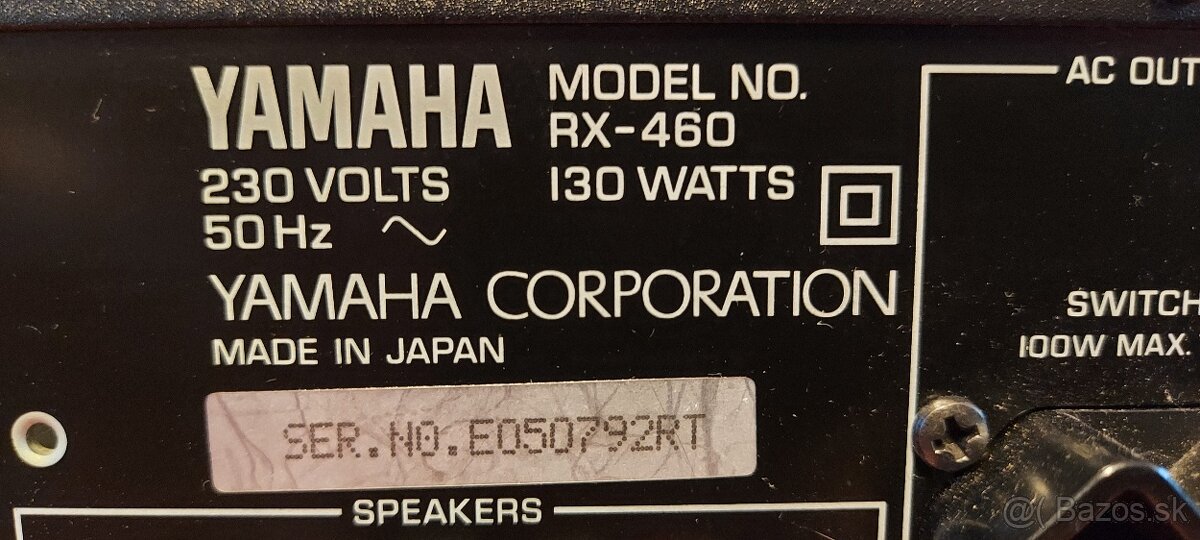 YAMAHA
MODEL NO.
RX-460
230 VOLTS
130 WATTS
50 Hz
YAMAHA CORPORATION
MADE IN JAPAN
SER.NO.E050792RT
SPEAKERS
AC OUT
SWITCH
100W MAX.
Bazos.sk